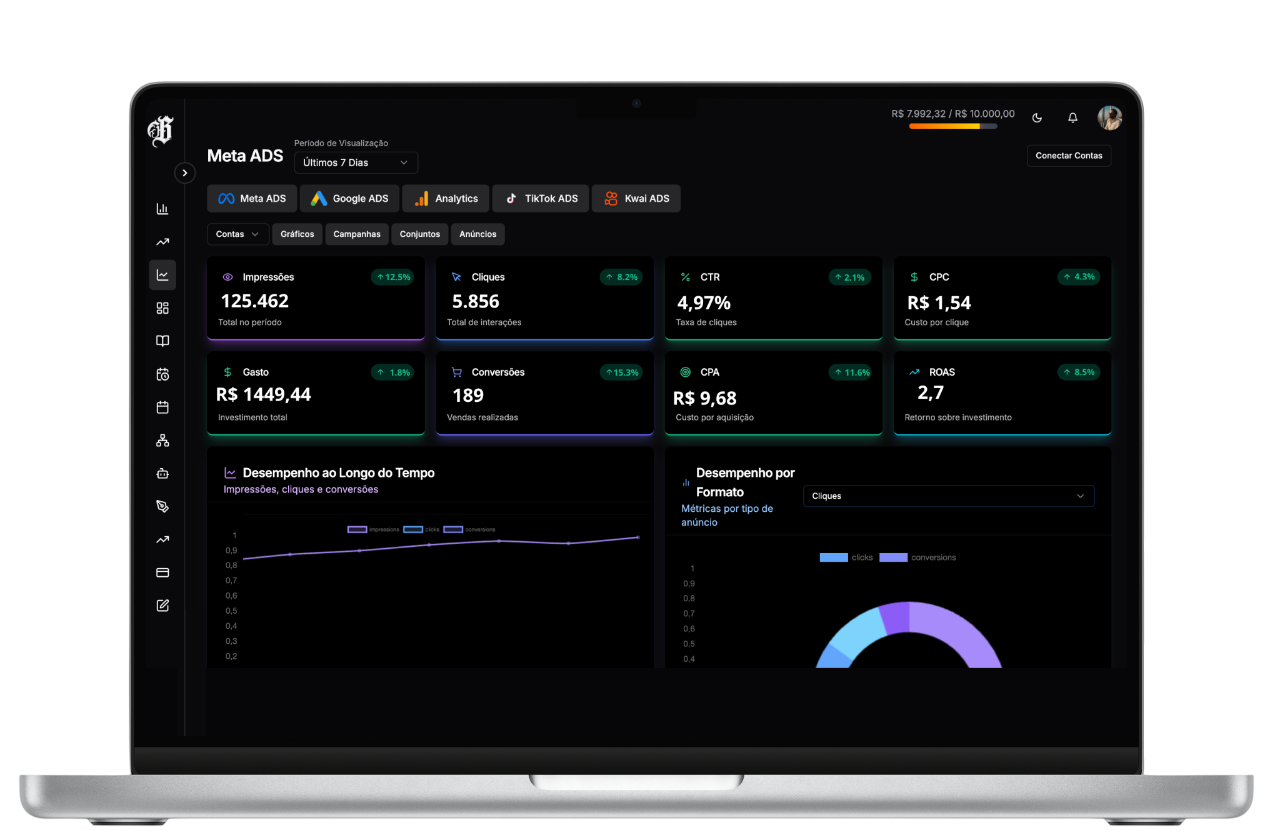 R$ 7.992,32 / R$ 10.000,00
Meta ADS
Período de Visualização
Últimos 7 Dias
Conectar Contas
Meta ADS
Google ADS
Analytics
TikTok ADS
Kwai ADS
Contas
Gráficos
Campanhas
Conjuntos
Anúncios
Impressões
12.5%
125.462
Total no período
Cliques
8.2%
5.856
Total de interações
CTR
2.1%
4,97%
Taxa de cliques
CPC
4.3%
R$ 1,54
Custo por clique
Gasto
1.8%
R$ 1449,44
Investimento total
Conversões
15.3%
189
Vendas realizadas
CPA
11.6%
R$ 9,68
Custo por aquisição
ROAS
8.5%
2,7
Retorno sobre investimento
Desempenho ao Longo do Tempo
Impressões, cliques e conversões
impressions
clicks
conversions
1
0,9
0,8
0,7
0,6
0,5
0,4
0,3
0,2
Desempenho por
Formato
Métricas por tipo de
anúncio
Cliques
clicks
conversions
1
0,9
0,8
0,7
0,6
0,5
0,4